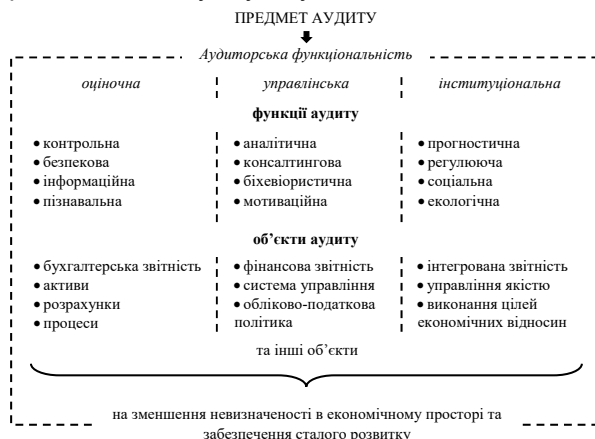 ПРЕДМЕТ АУДИТУ
Аудиторська функціональність
оціночна управлінська інституціональна
функції аудиту
• контрольна • аналітична • прогностична
• безпекова • консалтингова • регулююча
• інформаційна • біхевіористична • соціальна
• пізнавальна • мотиваційна • екологічна
об’єкти аудиту
• бухгалтерська звітність • фінансова звітність • інтегрована звітність
• активи • система управління • управління якістю
• розрахунки • обліково-податкова • виконання цілей
• процеси політика економічних відносин
та інші об’єкти
на зменшення невизначеності в економічному просторі та
забезпечення сталого розвитку